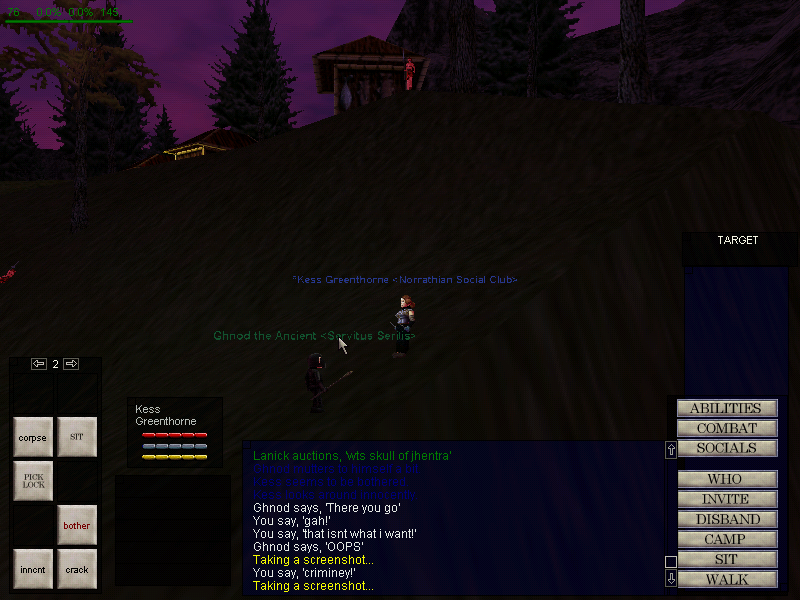 76 0.0%/ 0.0% 145
TARGET
*Kess Greenthorne <Norrathian Social Club>
Ghnod the Ancient <Servitus Serilis>
2
corpse
SIT
PICK
LOCK
bother
inncnt
crack
Kess
Greenthorne
Lanick auctions, 'wts skull of jhentra'
Ghnod says, 'There you go'
You say, 'gah!'
You say, 'that isnt what i want!'
Ghnod says, 'OOPS'
Taking a screenshot...
You say, 'criminey!'
Taking a screenshot...
ABILITIES
COMBAT
SOCIALS
WHO
INVITE
DISBAND
CAMP
SIT
WALK